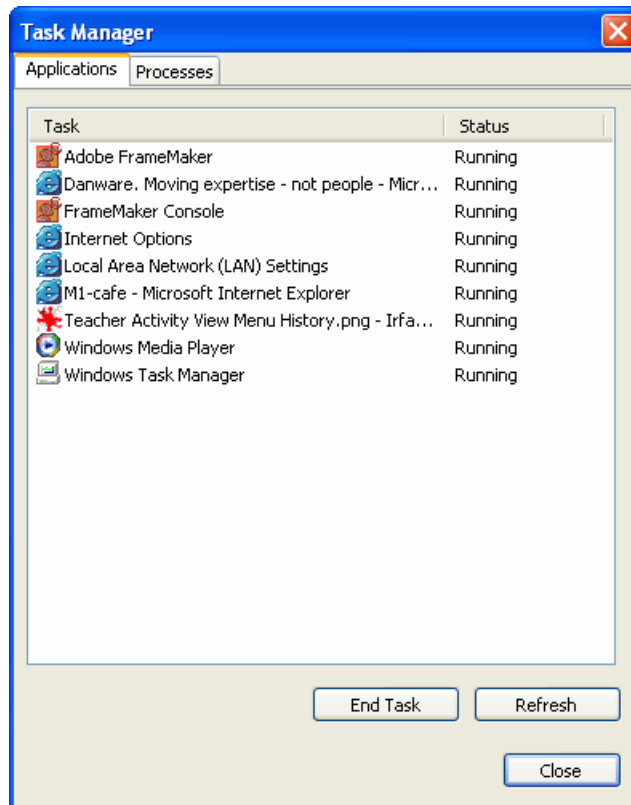 Task Manager
Applications Processes
Task Status
Adobe FrameMaker Running
Danware. Moving expertise - not people - Micr... Running
FrameMaker Console Running
Internet Options Running
Local Area Network (LAN) Settings Running
M1-cafe - Microsoft Internet Explorer Running
Teacher Activity View Menu History.png - Irfa... Running
Windows Media Player Running
Windows Task Manager Running
End Task Refresh
Close